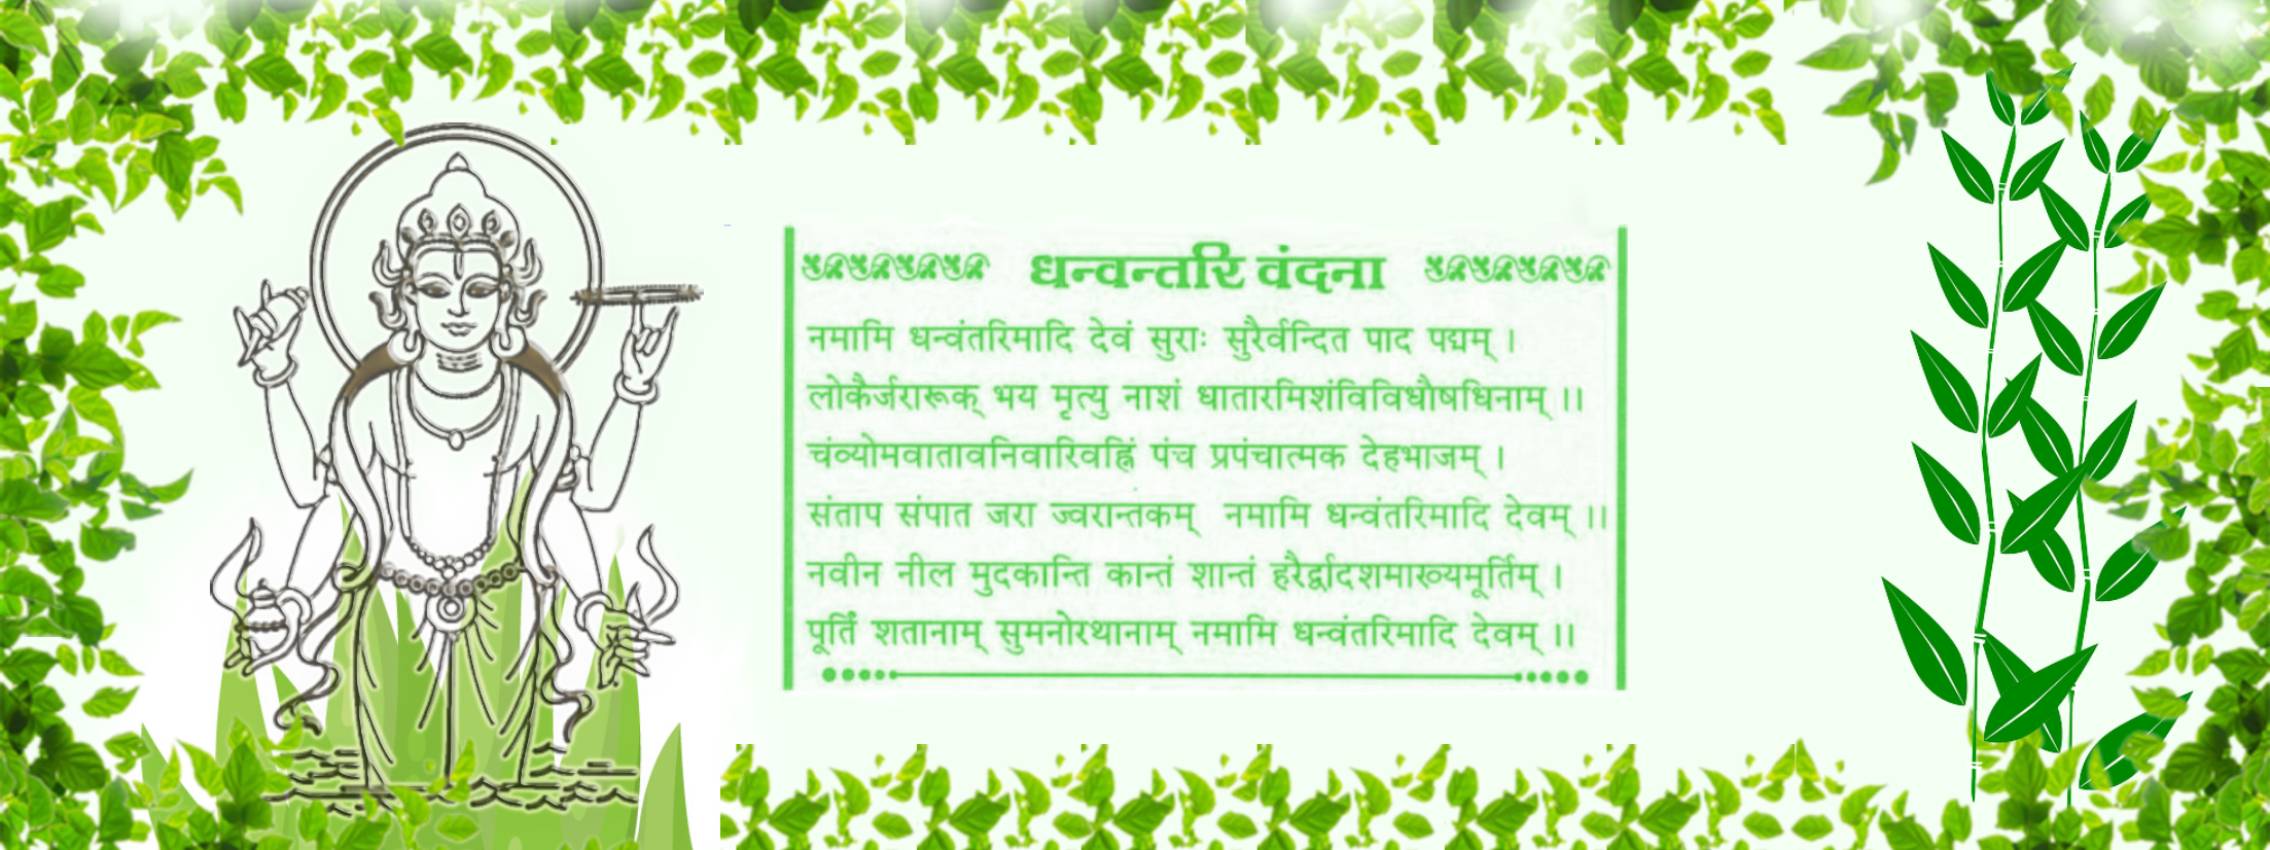 धन्वन्तरि वंदना
नमामि धन्वंतरिमादि देवं सुराः सुरैर्वन्दित पाद पद्मम् ।
लोकैर्जरारूक् भय मृत्यु नाशं धातारमिशंविविधौषधिनाम् ।।
चंव्योमवातावनिवारिवह्निं पंच प्रपंचात्मक देहभाजम् ।
संताप संपात जरा ज्वरान्तकम् नमामि धन्वंतरिमादि देवम् ।।
नवीन नील मुदकान्ति कान्तं शान्तं हरैर्द्वादशमाख्यमूर्तिम् ।
पूर्तिं शतानाम् सुमनोरथानाम् नमामि धन्वंतरिमादि देवम् ।।